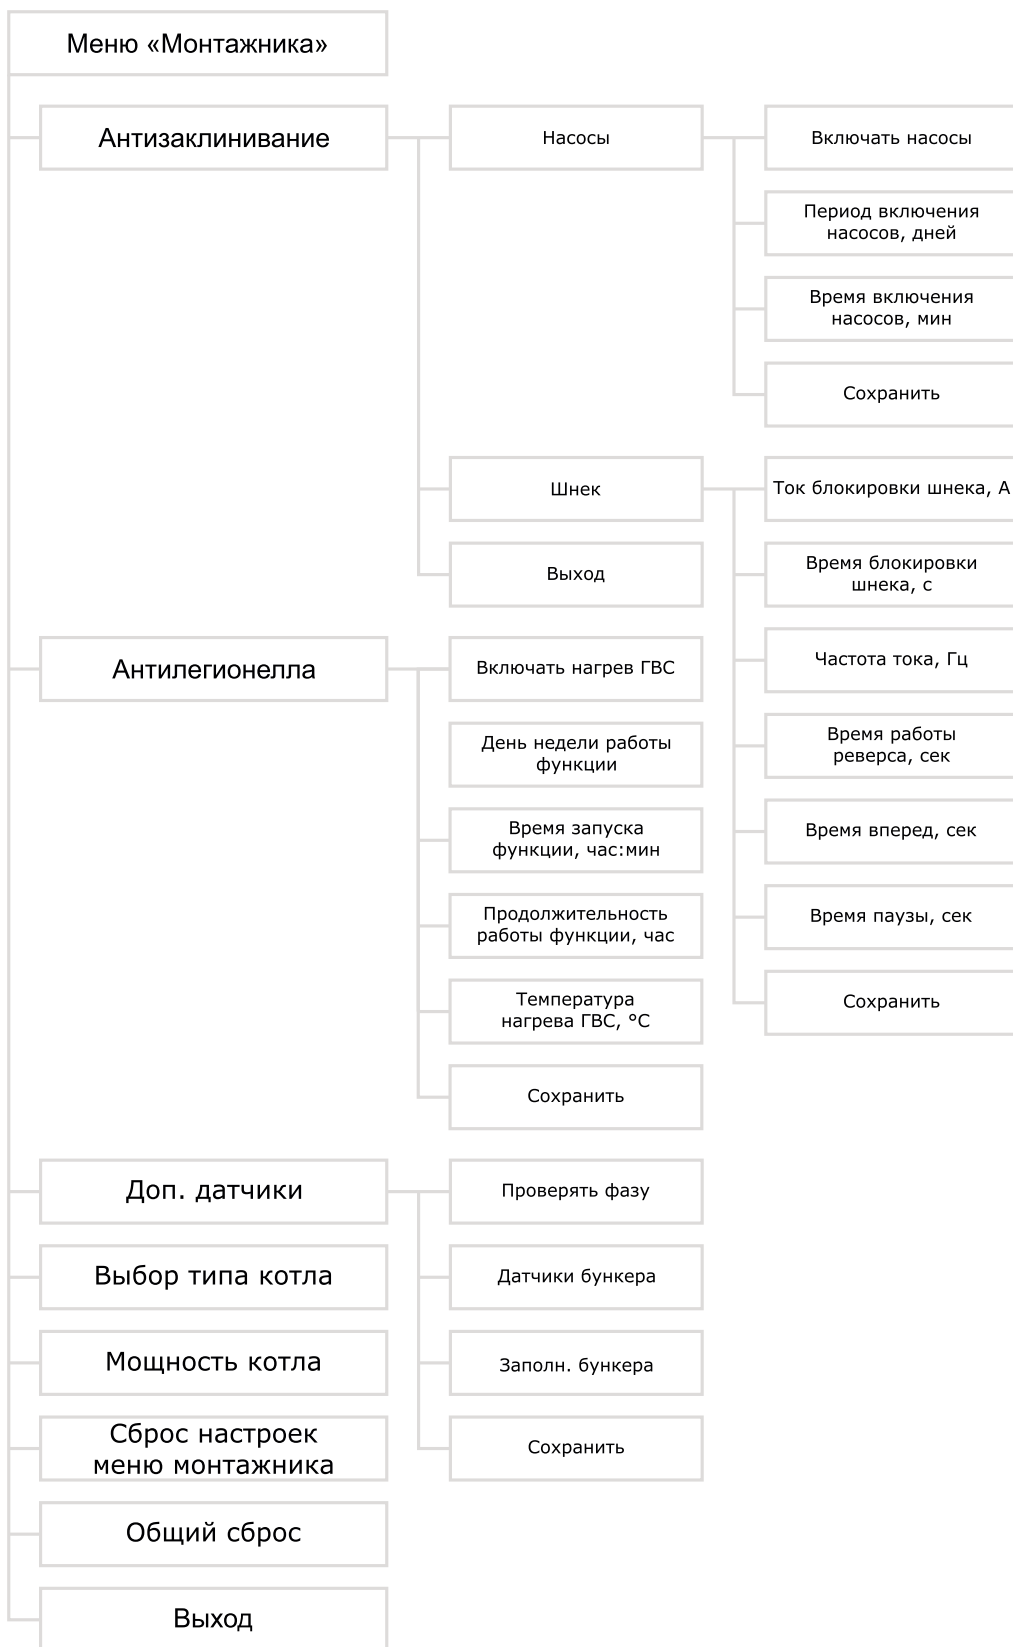 Меню «Монтажника»
Антизаклинивание
Насосы
Включать насосы
Период включения
насосов, дней
Время включения
насосов, мин
Сохранить
Шнек
Ток блокировки шнека, А
Время блокировки
шнека, с
Частота тока, Гц
Время работы
реверса, сек
Время вперед, сек
Время паузы, сек
Сохранить
Выход
Антилегионелла
Включать нагрев ГВС
День недели работы
функции
Время запуска
функции, час:мин
Продолжительность
работы функции, час
Температура
нагрева ГВС, °С
Сохранить
Доп. датчики
Проверять фазу
Датчики бункера
Заполн. бункера
Сохранить
Выбор типа котла
Мощность котла
Сброс настроек
меню монтажника
Общий сброс
Выход